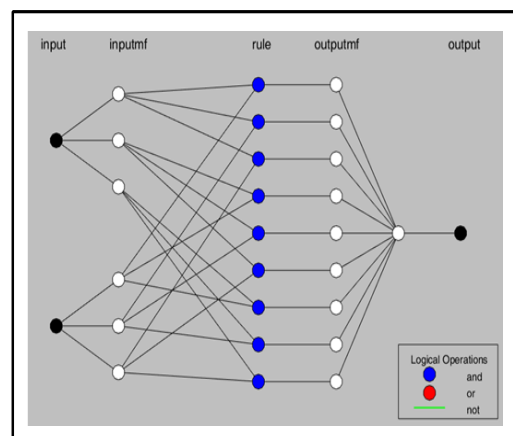 input inputmf rule outputmf output
Logical Operations
and
or
not